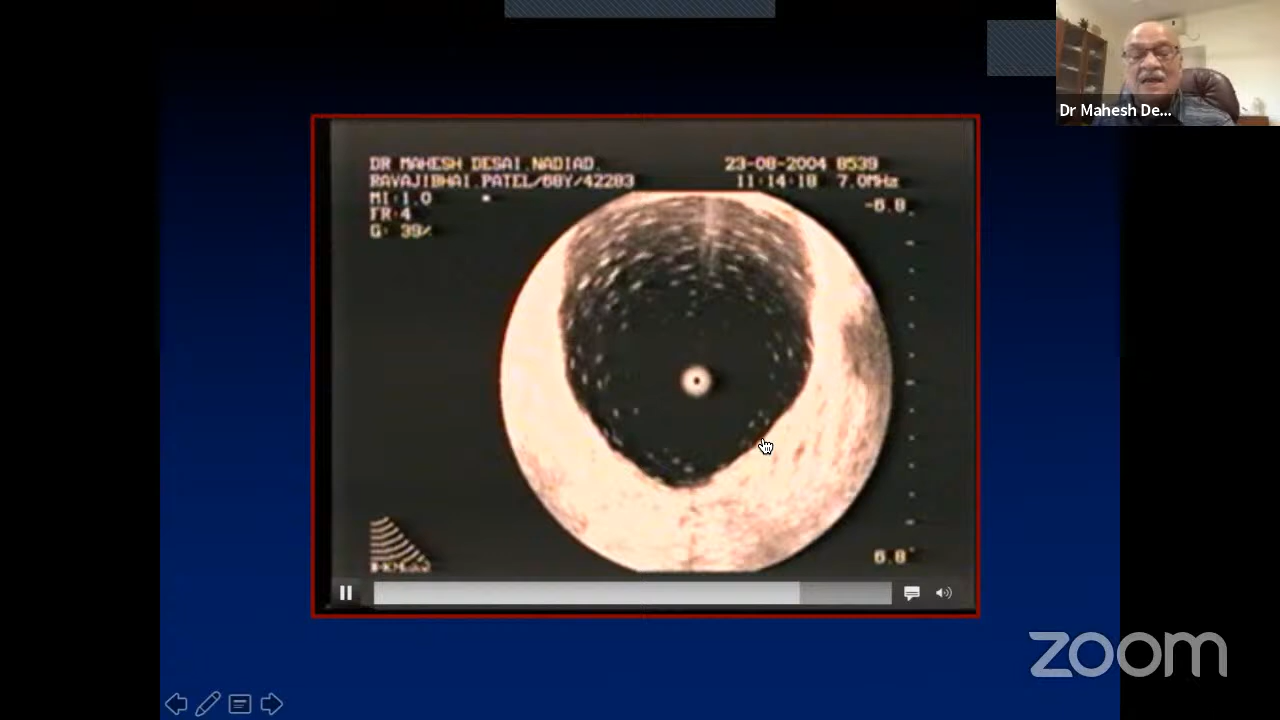 Dr Mahesh De...
DR MAHESH DESAI NADIAD
23-08-2004 8539
RAVAJIBHAI PATEL/68Y/42283
11:14:18 7.0MHz
MI:1.0
FR:4
G: 39%
-6.8
6.8
zoom